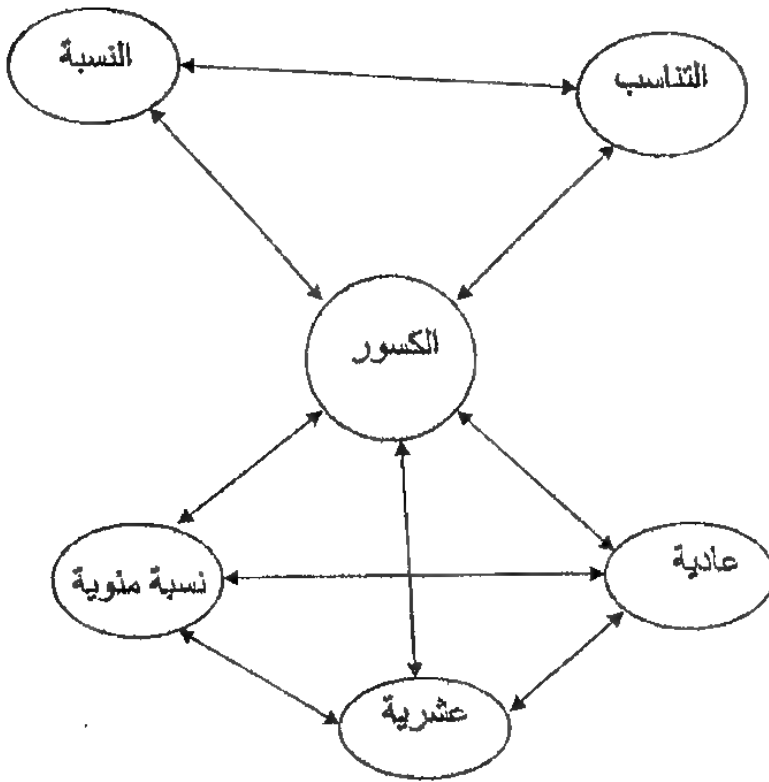 التناسب
النسبة
الكسور
عادية
نسبة مئوية
عشرية